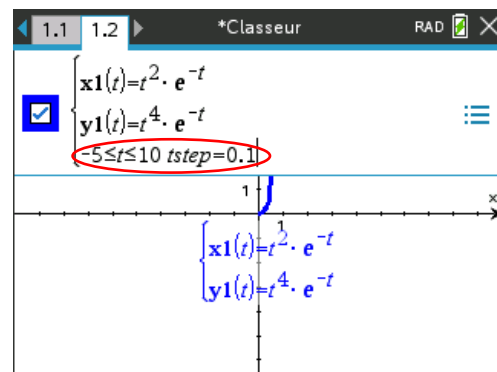 1.1 1.2 *Classeur RAD
x1(t)=t²· e⁻ᵗ
y1(t)=t⁴· e⁻ᵗ
-5≤t≤10 tstep=0.1
1
x
1
x1(t)=t²· e⁻ᵗ
y1(t)=t⁴· e⁻ᵗ